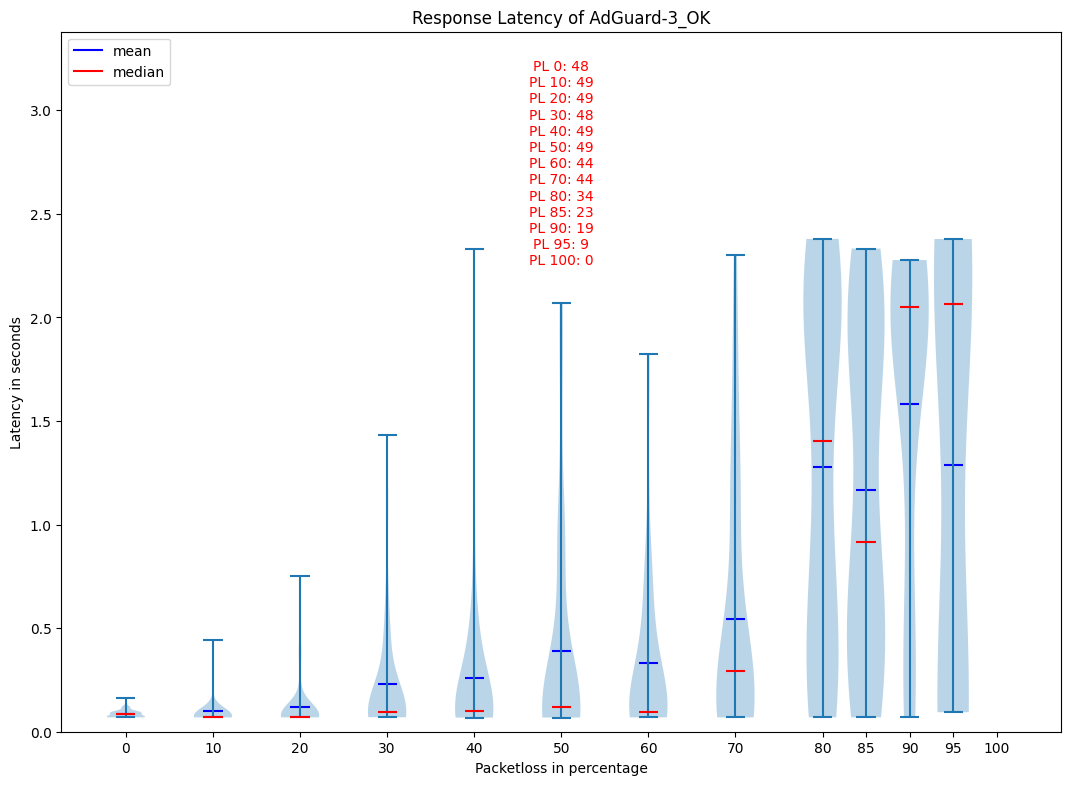 Response Latency of AdGuard-3_OK
mean
median
PL 0: 48
PL 10: 49
PL 20: 49
PL 30: 48
PL 40: 49
PL 50: 49
PL 60: 44
PL 70: 44
PL 80: 34
PL 85: 23
PL 90: 19
PL 95: 9
PL 100: 0
Latency in seconds
3.0
2.5
2.0
1.5
1.0
0.5
0.0
0 10 20 30 40 50 60 70 80 85 90 95 100
Packetloss in percentage